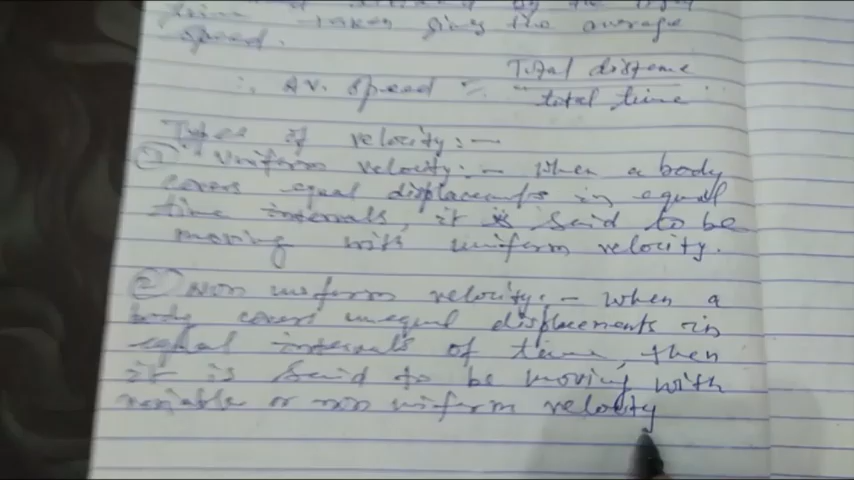 time taken gives the average
speed.
∴ Av. speed = Total distance
total time
Types of velocity:—
① Uniform velocity:— when a body
covers equal displacements in equal
time intervals, it is said to be
moving with uniform velocity.
② Non uniform velocity:— when a
body covers unequal displacements in
equal intervals of time, then
it is said to be moving with
variable or non uniform velocity